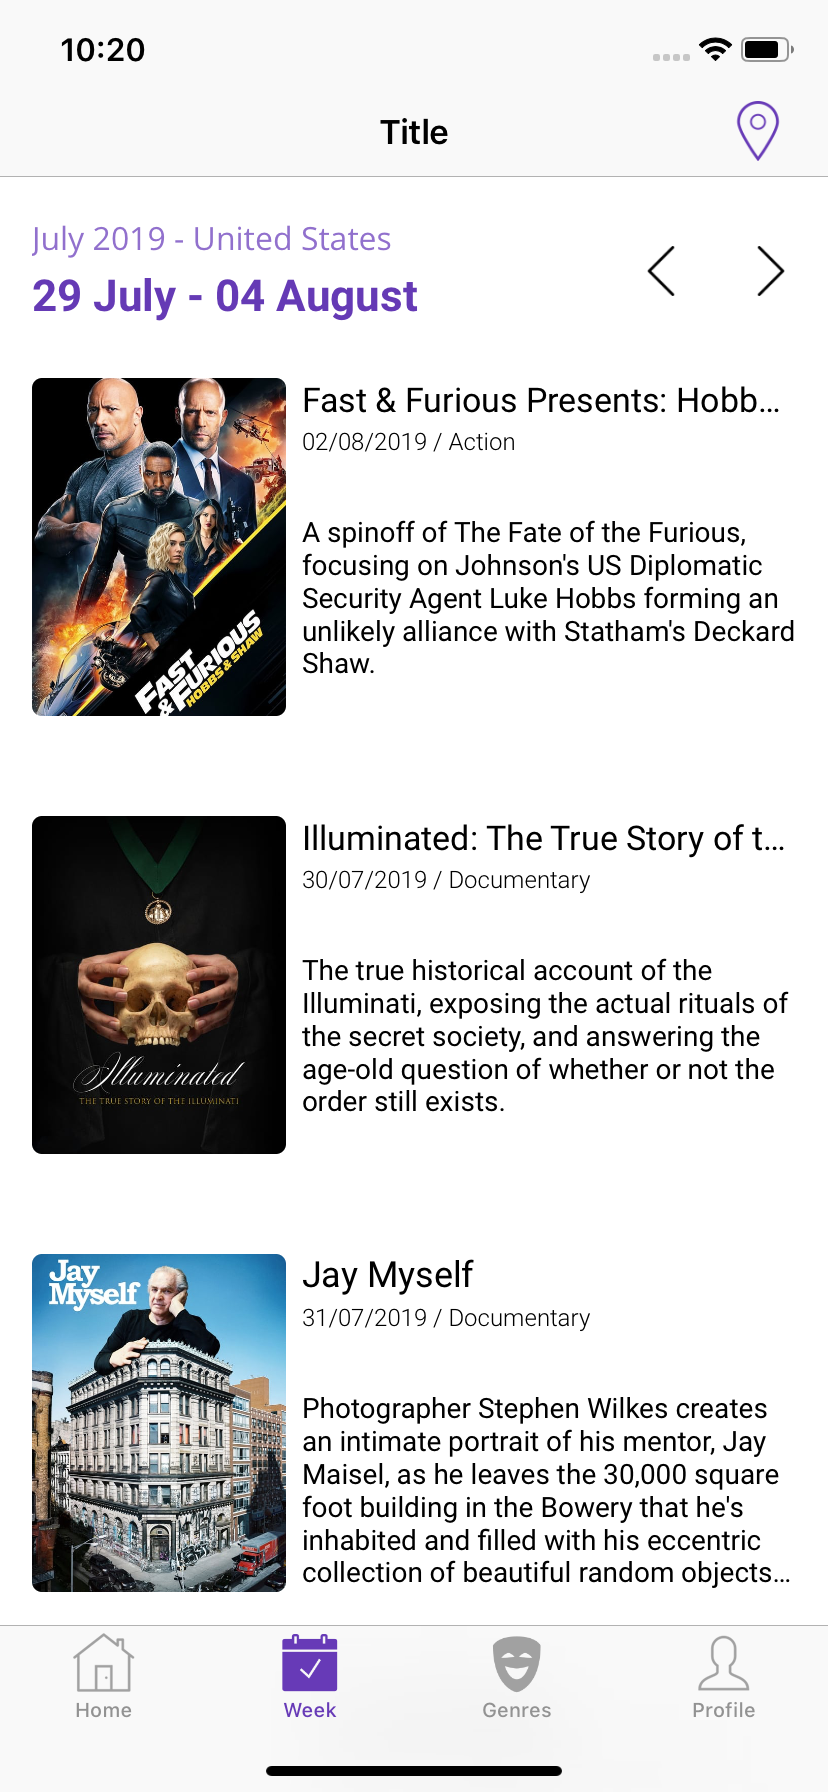 10:20
Title
July 2019 - United States
29 July - 04 August
Fast & Furious Presents: Hobb...
02/08/2019 / Action
A spinoff of The Fate of the Furious,
focusing on Johnson's US Diplomatic
Security Agent Luke Hobbs forming an
unlikely alliance with Statham's Deckard
Shaw.
FAST
& FURIOUS
HOBBS & SHAW
Illuminated: The True Story of t...
30/07/2019 / Documentary
The true historical account of the
Illuminati, exposing the actual rituals of
the secret society, and answering the
age-old question of whether or not the
order still exists.
Illuminated
THE TRUE STORY OF THE ILLUMINATI
Jay
Myself
Jay Myself
31/07/2019 / Documentary
Photographer Stephen Wilkes creates
an intimate portrait of his mentor, Jay
Maisel, as he leaves the 30,000 square
foot building in the Bowery that he's
inhabited and filled with his eccentric
collection of beautiful random objects...
Home
Week
Genres
Profile